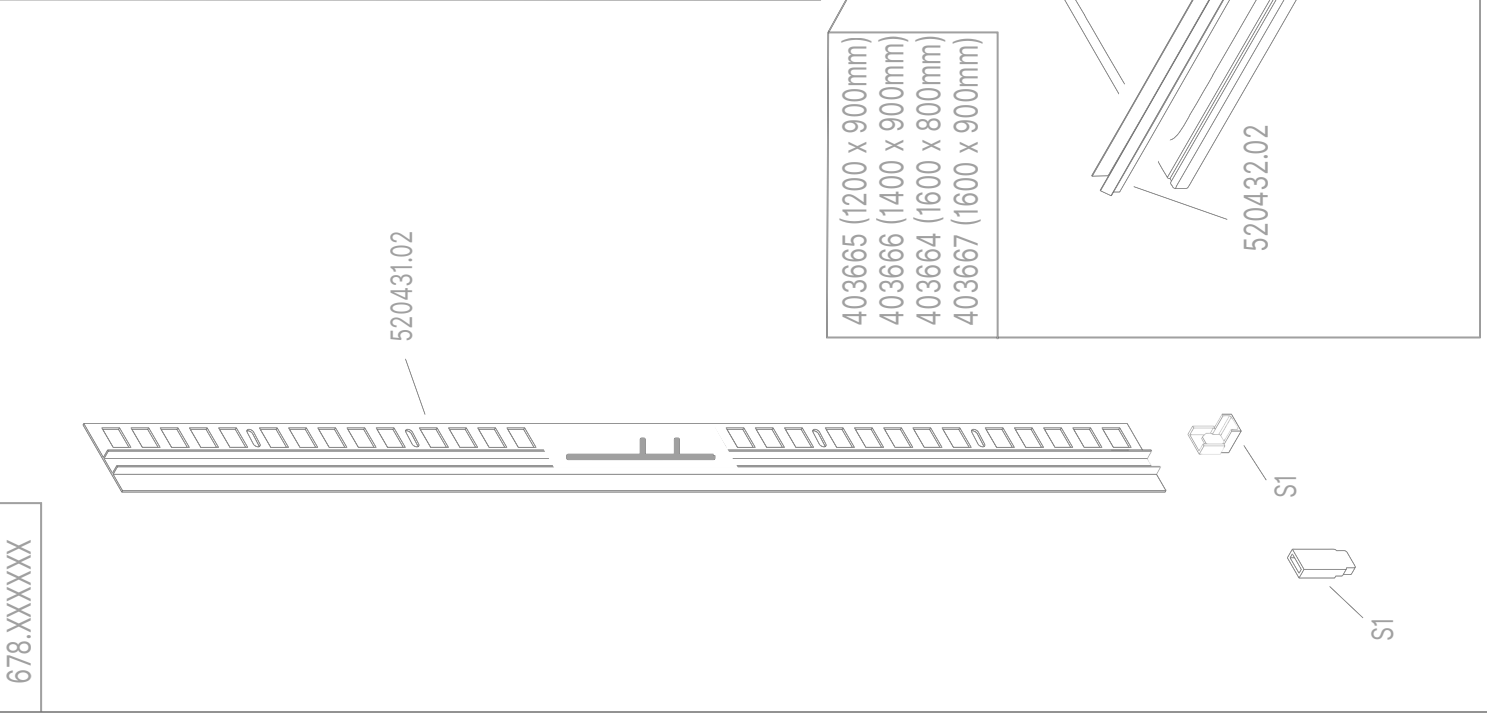 678.XXXXXX
520431.02
403665 (1200 x 900mm)
403666 (1400 x 900mm)
403664 (1600 x 800mm)
403667 (1600 x 900mm)
520432.02
S1
S1